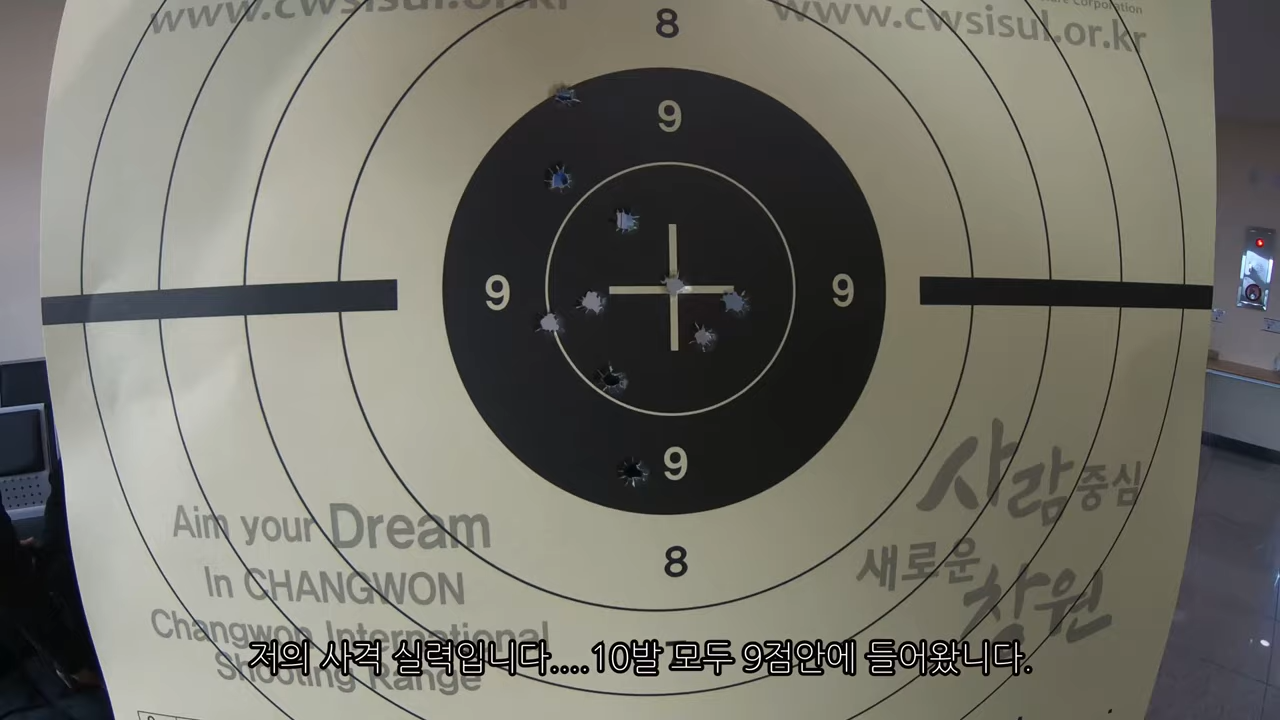 www.cwsisul.or.kr
www.cwsisul.or.kr
8
9
9
9
9
8
Aim your Dream
In CHANGWON
Changwon International
Shooting Range
사람중심
새로운
창원
저의 사격 실력입니다....10발 모두 9점안에 들어왔니다.